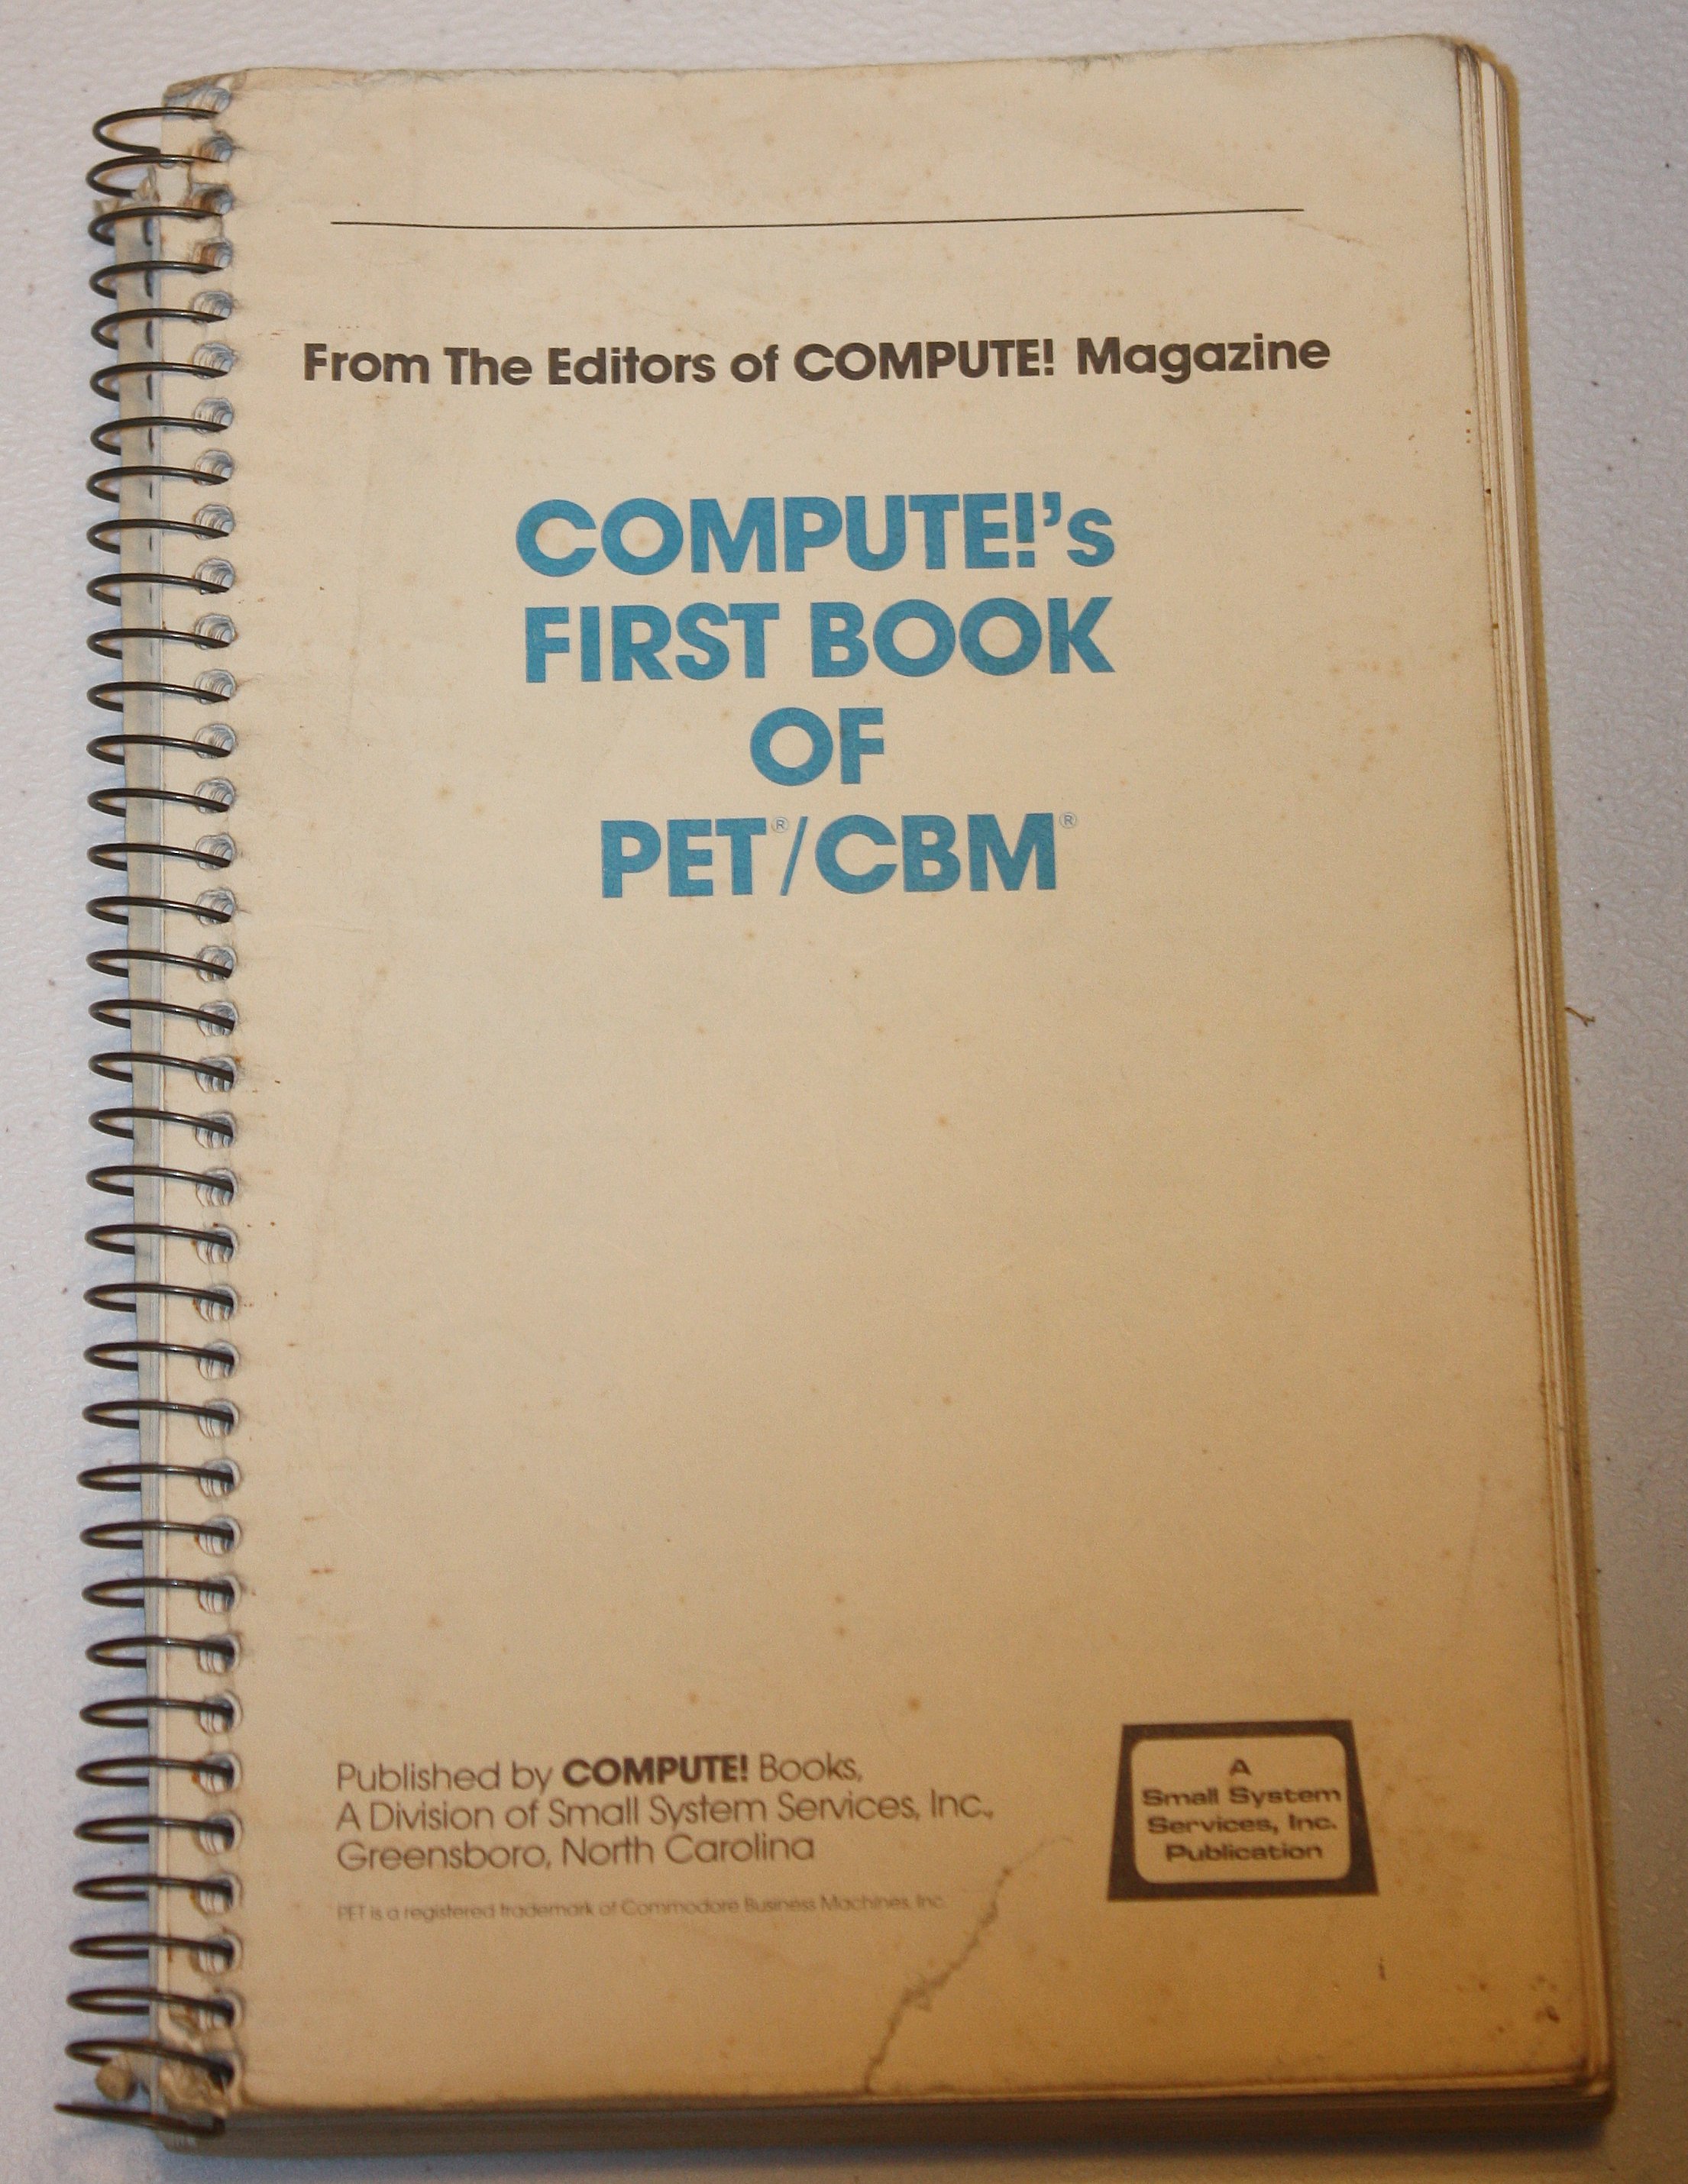 From The Editors of COMPUTE! Magazine
COMPUTE!'s
FIRST BOOK
OF
PET®/CBM®
Published by COMPUTE! Books,
A Division of Small System Services, Inc.,
Greensboro, North Carolina
PET is a registered trademark of Commodore Business Machines, Inc.
A
Small System
Services, Inc.
Publication